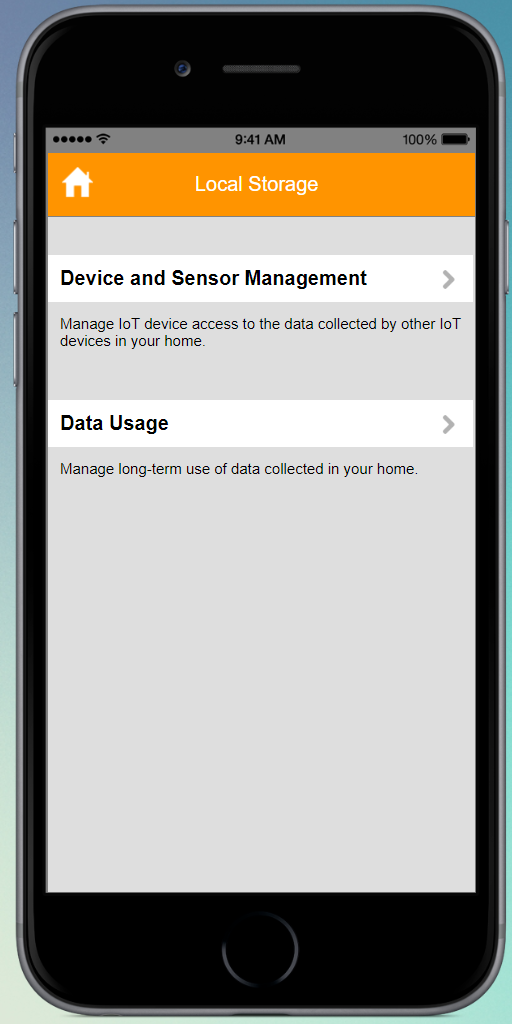 9:41 AM 100%
Local Storage
Device and Sensor Management
Manage IoT device access to the data collected by other IoT
devices in your home.
Data Usage
Manage long-term use of data collected in your home.